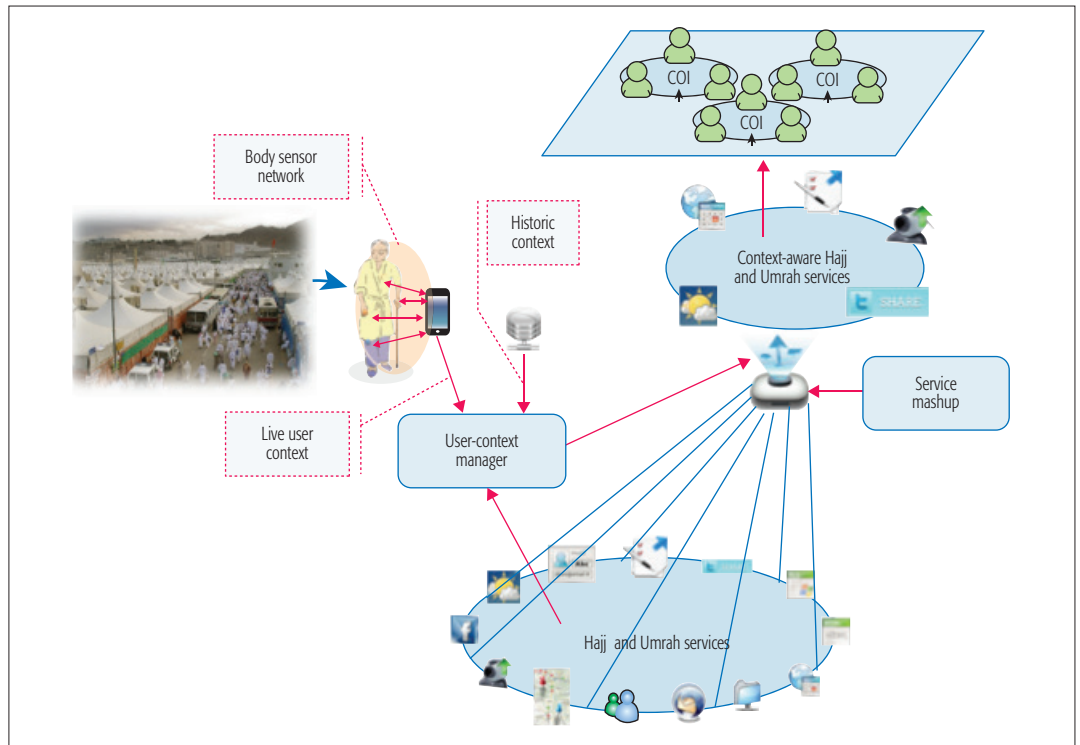 COI
COI
COI
Body sensor
network
Historic
context
Context-aware Hajj
and Umrah services
SHARE
Service
mashup
Live user
context
User-context
manager
Hajj and Umrah services